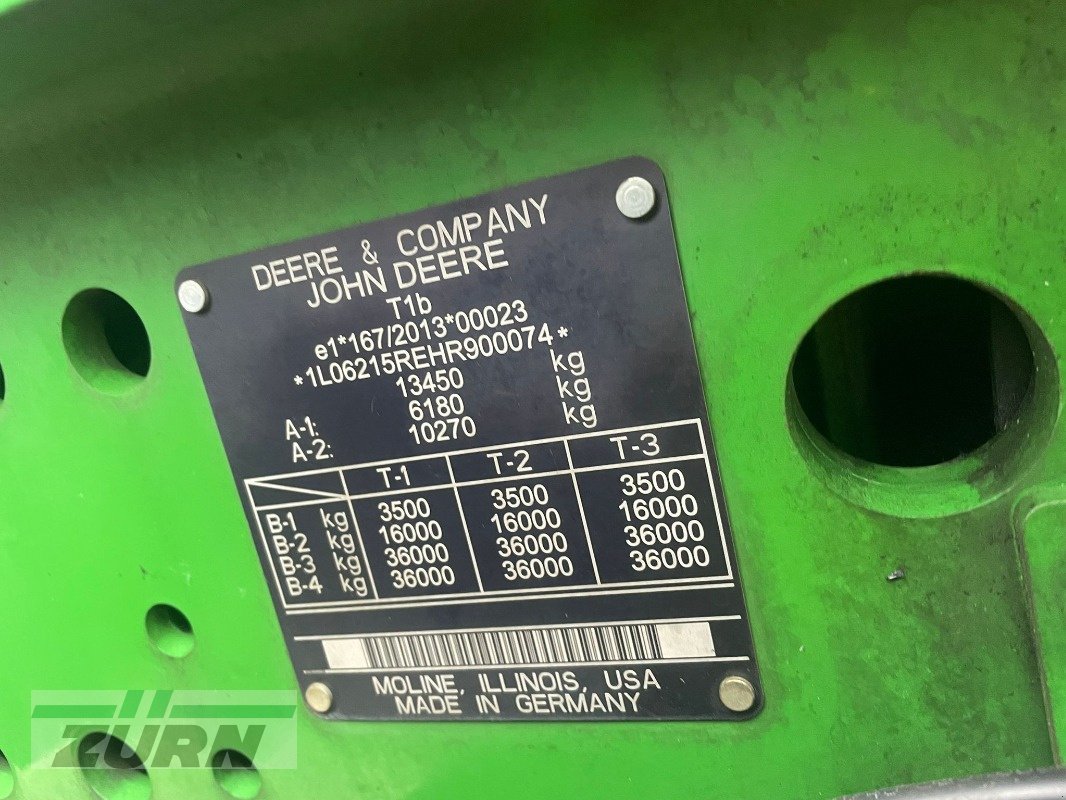 DEERE & COMPANY
JOHN DEERE
T1b
e1*167/2013*00023
*1L06215REHR900074*
13450 kg
A-1: 6180 kg
A-2: 10270 kg
T-1 T-2 T-3
B-1 kg 3500 3500 3500
B-2 kg 16000 16000 16000
B-3 kg 36000 36000 36000
B-4 kg 36000 36000 36000
MOLINE, ILLINOIS, USA
MADE IN GERMANY
ZÜRN